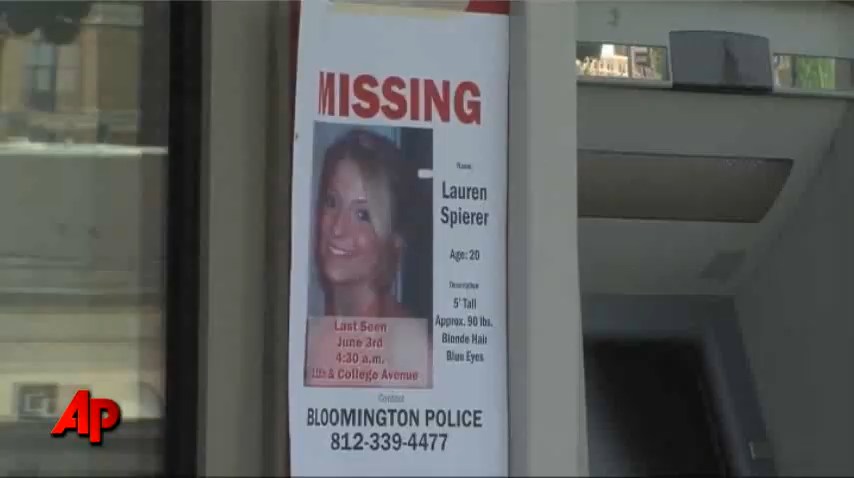 MISSING
Name:
Lauren
Spierer
Age: 20
Description
5' Tall
Approx. 90 lbs.
Blonde Hair
Blue Eyes
Last Seen
June 3rd
4:30 a.m.
& College Avenue
Contact
BLOOMINGTON POLICE
812-339-4477
AP